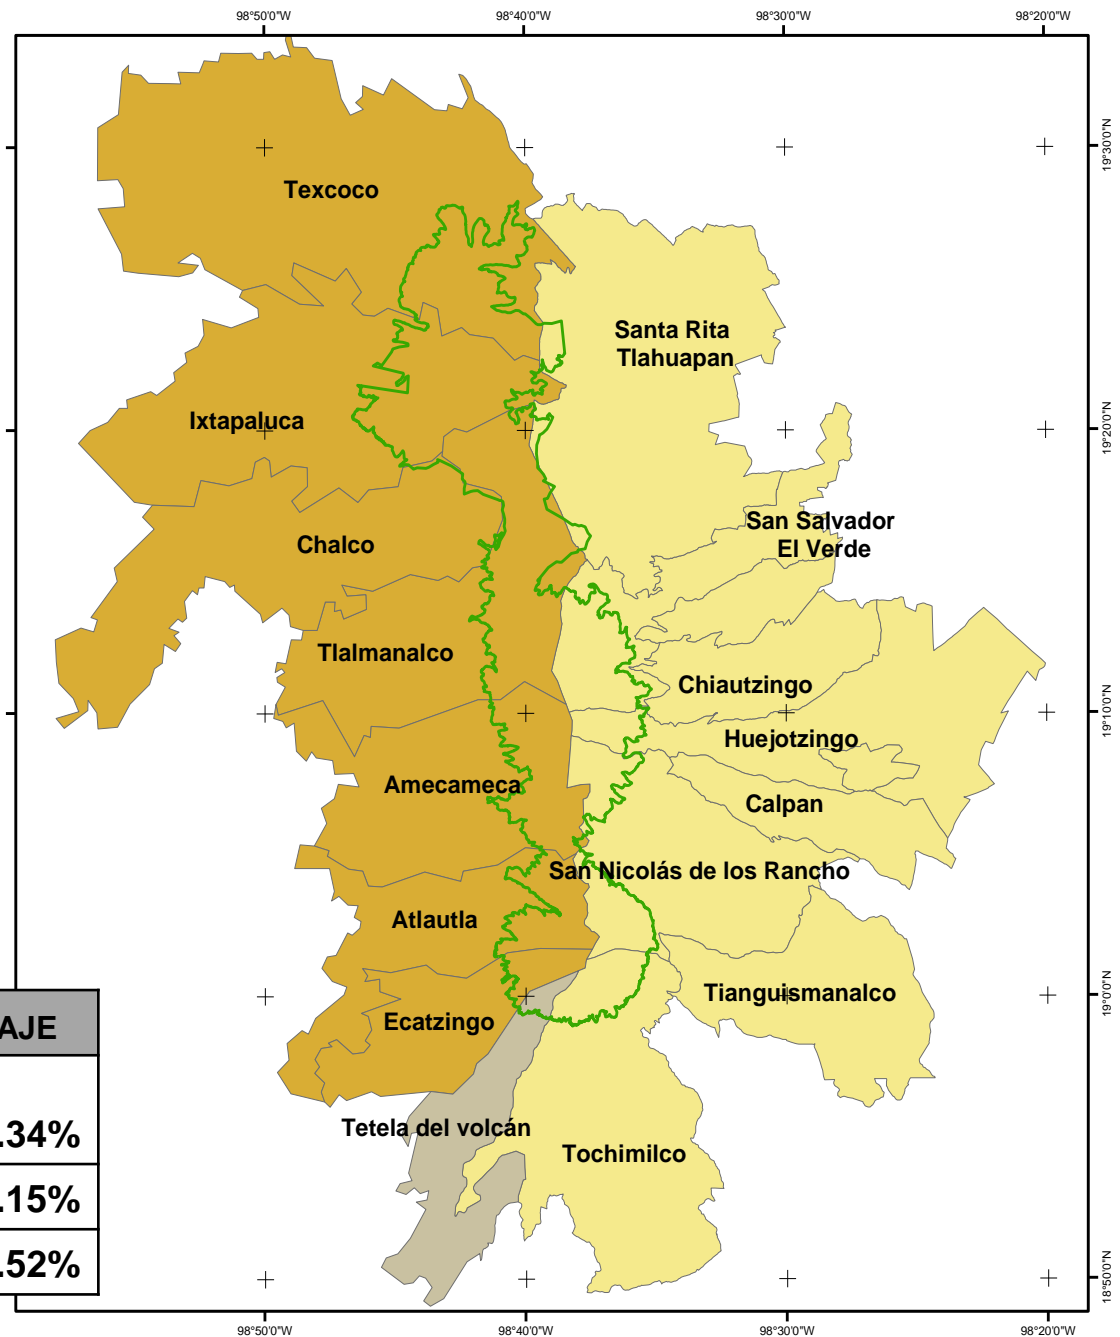 98°50'0"W 98°40'0"W 98°30'0"W 98°20'0"W
19°30'0"N
Texcoco
Santa Rita
Tlahuapan
19°20'0"N
Ixtapaluca
San Salvador
El Verde
Chalco
Tlalmanalco
Chiautzingo
19°10'0"N
Huejotzingo
Amecameca
Calpan
San Nicolás de los Rancho
Atlautla
Tianguismanalco
19°0'0"N
Ecatzingo
AJE
.34%
.15%
.52%
Tetela del volcán
Tochimilco
18°50'0"N
98°50'0"W 98°40'0"W 98°30'0"W 98°20'0"W